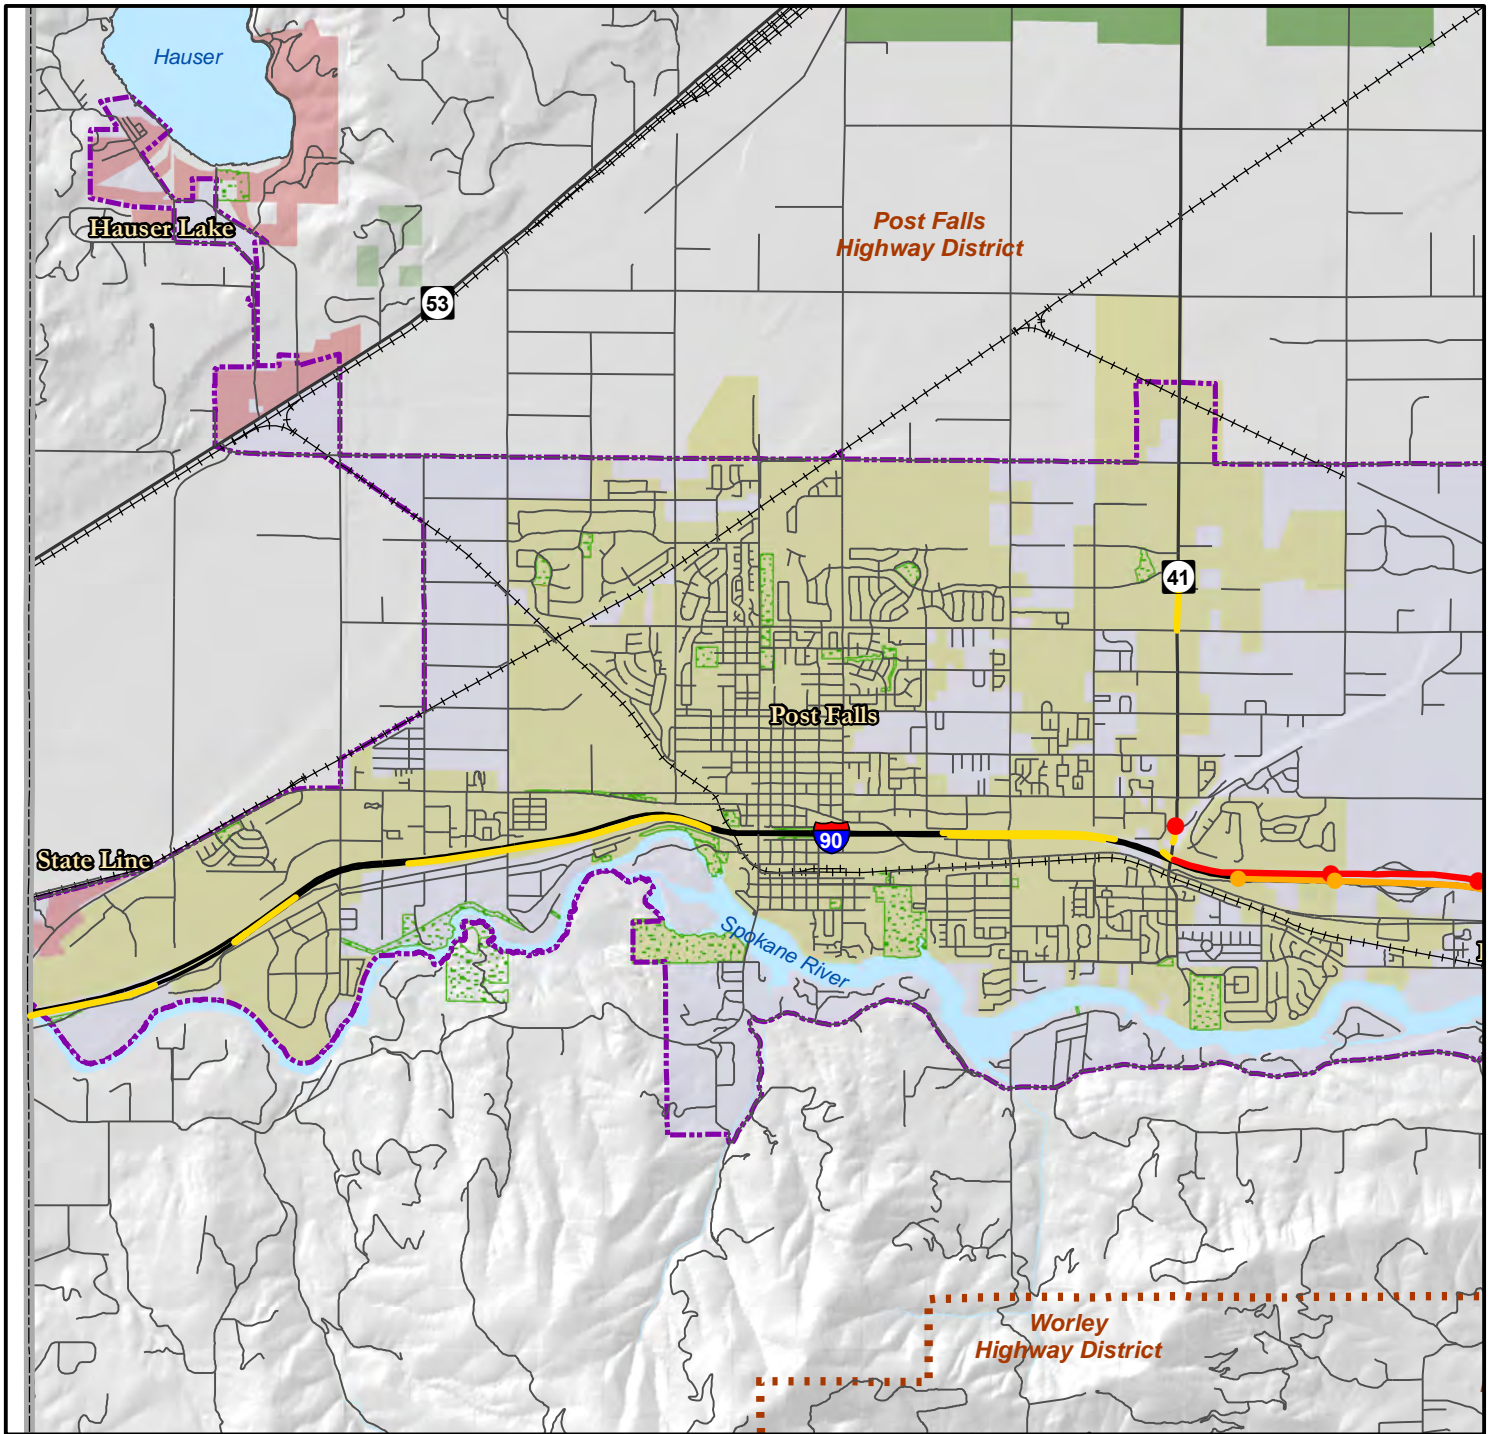 Hauser
Hauser Lake
Post Falls
Highway District
53
41
Post Falls
90
State Line
Spokane River
Worley
Highway District